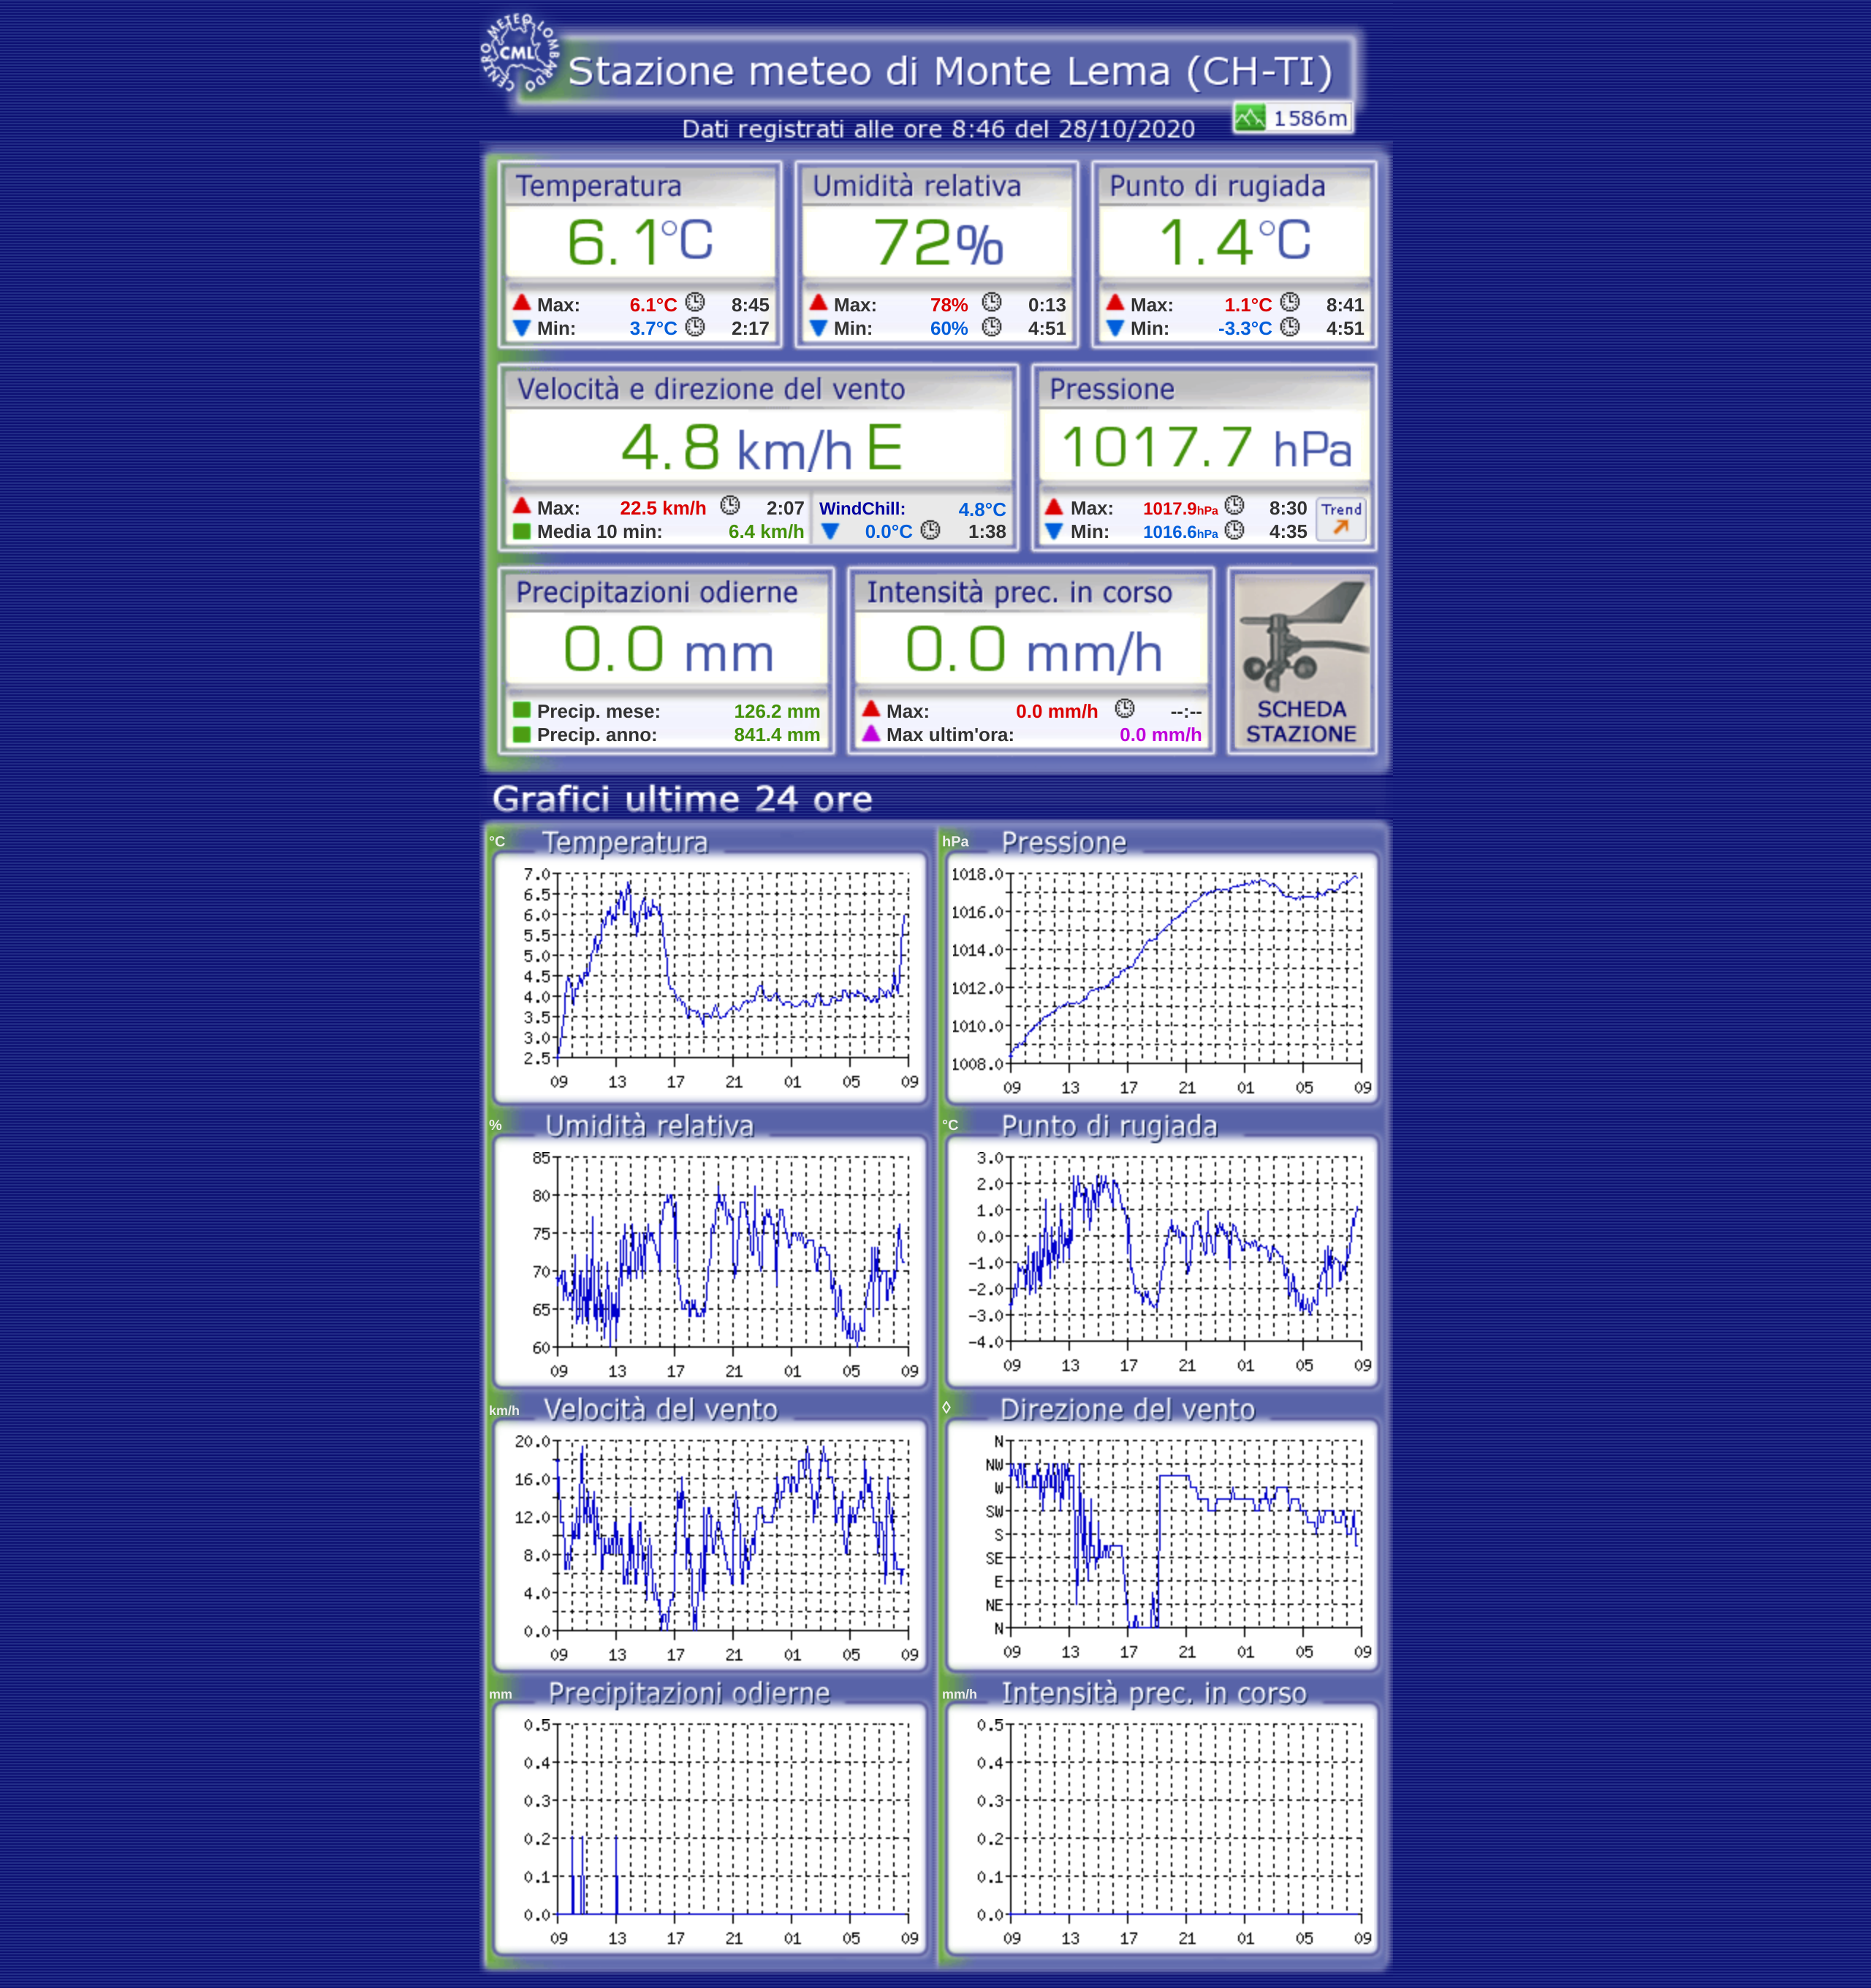 CENTRO METEO LOMBARDO
CML
Stazione meteo di Monte Lema (CH-TI)
1586m
Dati registrati alle ore 8:46 del 28/10/2020
Temperatura Umidità relativa Punto di rugiada
6.1°C 72% 1.4°C
Max: 6.1°C 8:45 Max: 78% 0:13 Max: 1.1°C 8:41
Min: 3.7°C 2:17 Min: 60% 4:51 Min: -3.3°C 4:51
Velocità e direzione del vento Pressione
4.8 km/h E 1017.7 hPa
Max: 22.5 km/h 2:07 WindChill: 4.8°C Max: 1017.9hPa 8:30 Trend
Media 10 min: 6.4 km/h 0.0°C 1:38 Min: 1016.6hPa 4:35
Precipitazioni odierne Intensità prec. in corso
0.0 mm 0.0 mm/h
Precip. mese: 126.2 mm Max: 0.0 mm/h --:-- SCHEDA
Precip. anno: 841.4 mm Max ultim'ora: 0.0 mm/h STAZIONE
Grafici ultime 24 ore
°C Temperatura
7.0
6.5
6.0
5.5
5.0
4.5
4.0
3.5
3.0
2.5
09 13 17 21 01 05 09
hPa Pressione
1018.0
1016.0
1014.0
1012.0
1010.0
1008.0
09 13 17 21 01 05 09
% Umidità relativa
85
80
75
70
65
60
09 13 17 21 01 05 09
°C Punto di rugiada
3.0
2.0
1.0
0.0
-1.0
-2.0
-3.0
-4.0
09 13 17 21 01 05 09
km/h Velocità del vento
20.0
16.0
12.0
8.0
4.0
0.0
09 13 17 21 01 05 09
◊ Direzione del vento
N
NW
W
SW
S
SE
E
NE
N
09 13 17 21 01 05 09
mm Precipitazioni odierne
0.5
0.4
0.3
0.2
0.1
0.0
09 13 17 21 01 05 09
mm/h Intensità prec. in corso
0.5
0.4
0.3
0.2
0.1
0.0
09 13 17 21 01 05 09